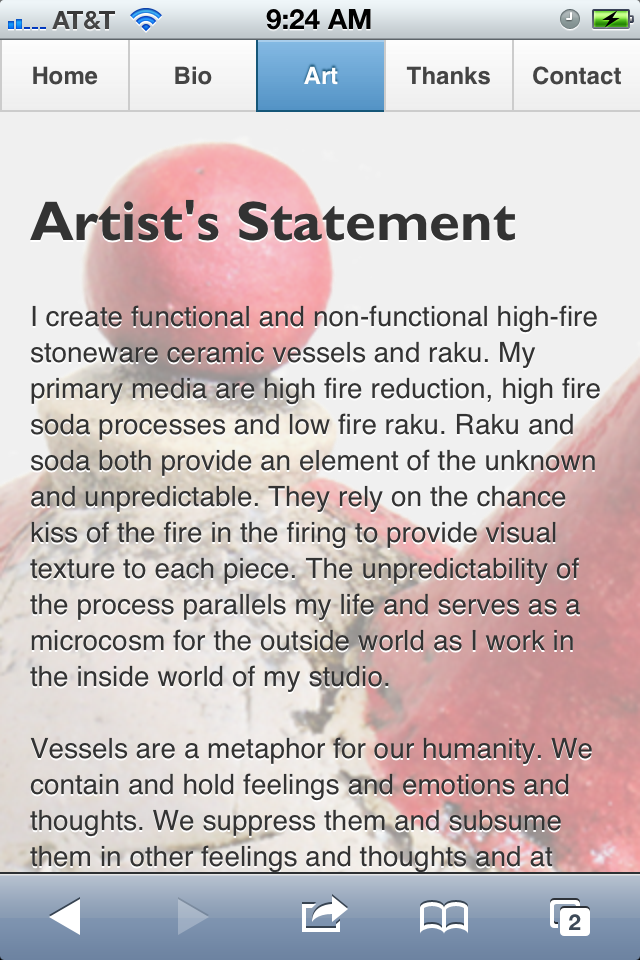 AT&T 9:24 AM
Home Bio Art Thanks Contact
Artist's Statement
I create functional and non-functional high-fire
stoneware ceramic vessels and raku. My
primary media are high fire reduction, high fire
soda processes and low fire raku. Raku and
soda both provide an element of the unknown
and unpredictable. They rely on the chance
kiss of the fire in the firing to provide visual
texture to each piece. The unpredictability of
the process parallels my life and serves as a
microcosm for the outside world as I work in
the inside world of my studio.
Vessels are a metaphor for our humanity. We
contain and hold feelings and emotions and
thoughts. We suppress them and subsume
them in other feelings and thoughts and at
2